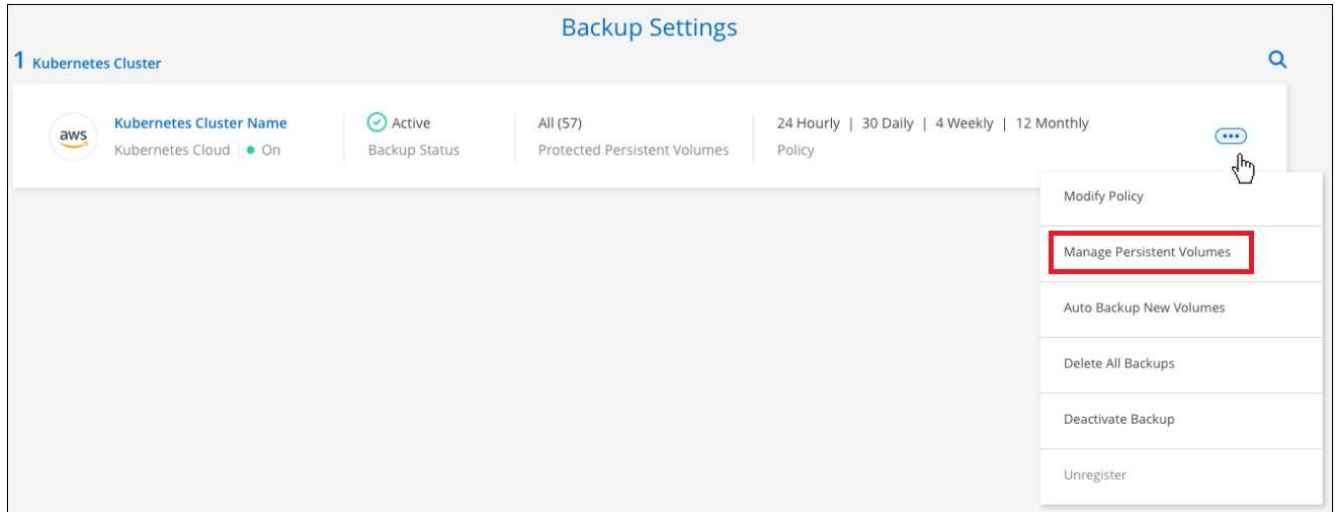 Backup Settings
1 Kubernetes Cluster
aws
Kubernetes Cluster Name
Kubernetes Cloud | On
Active
Backup Status
All (57)
Protected Persistent Volumes
24 Hourly | 30 Daily | 4 Weekly | 12 Monthly
Policy
Modify Policy
Manage Persistent Volumes
Auto Backup New Volumes
Delete All Backups
Deactivate Backup
Unregister